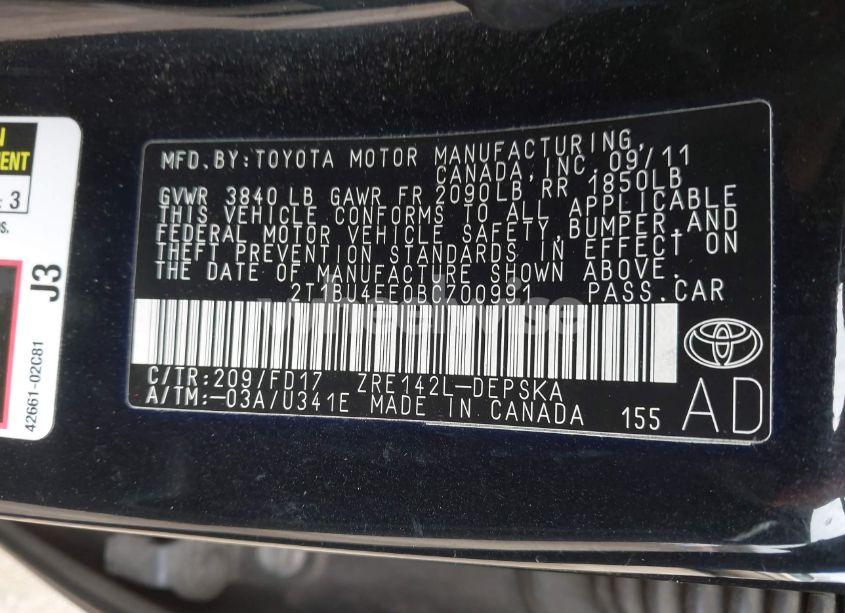 MFD. BY: TOYOTA MOTOR MANUFACTURING,
CANADA, INC. 09/11
GVWR 3840 LB GAWR FR 2090LB, RR 1850LB
THIS VEHICLE CONFORMS TO ALL APPLICABLE
FEDERAL MOTOR VEHICLE SAFETY, BUMPER, AND
THEFT PREVENTION STANDARDS IN EFFECT ON
THE DATE OF MANUFACTURE SHOWN ABOVE.
2T1BU4EE0BC70099 PASS. CAR
wheelwise
C/TR: 209/FD17 ZRE142L-DEPSKA
A/TM: -03A/U341E MADE IN CANADA 155
AD
3
J3
42661-02C81